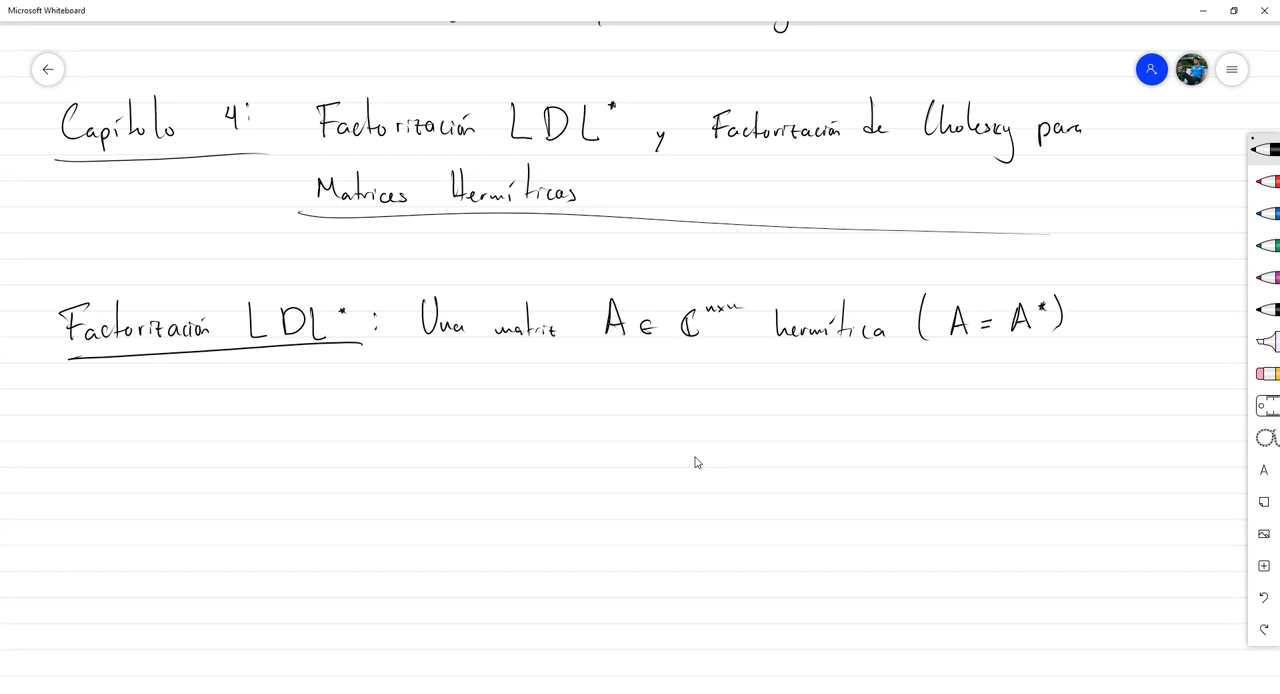 Microsoft Whiteboard
Capítulo 4: Factorización LDL* y Factorización de Cholesky para
Matrices Hermíticas
Factorización LDL*: Una matriz A ∈ ℂⁿˣⁿ hermítica (A = A*)
A